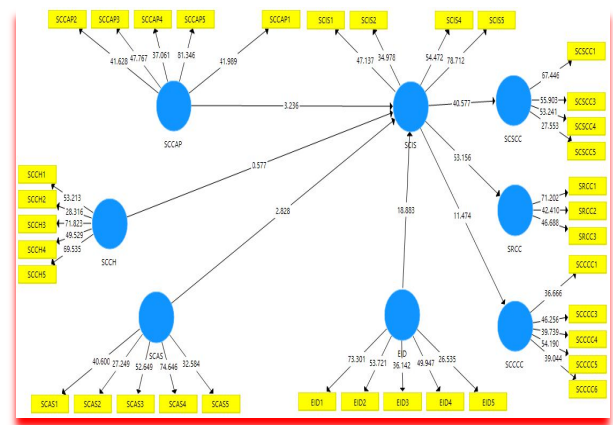 SCCAP2 SCCAP3 SCCAP4 SCCAP5 SCCAP1 SCIS1 SCIS2 SCIS4 SCIS5
41.628 47.767 37.061 81.346 41.989 47.137 34.978 54.472 78.712
SCCAP
3.236
SCIS
40.577
SCSCC
SCSCC1
67.446
SCSCC3
55.903
SCSCC4
53.241
SCSCC5
27.553
0.577
53.156
SCCH1
53.213
SCCH2
28.316
SCCH3
71.823
SCCH4
49.529
SCCH5
69.535
SCCH
2.828
18.883
11.474
SRCC
SRCC1
71.202
SRCC2
42.410
SRCC3
46.688
SCAS
40.600 27.249 52.649 74.646 32.584
SCAS1 SCAS2 SCAS3 SCAS4 SCAS5
EID
73.301 53.721 36.142 49.947 26.535
EID1 EID2 EID3 EID4 EID5
SCCCC
SCCCC1
36.666
SCCCC3
46.256
SCCCC4
39.739
SCCCC5
54.190
SCCCC6
39.044